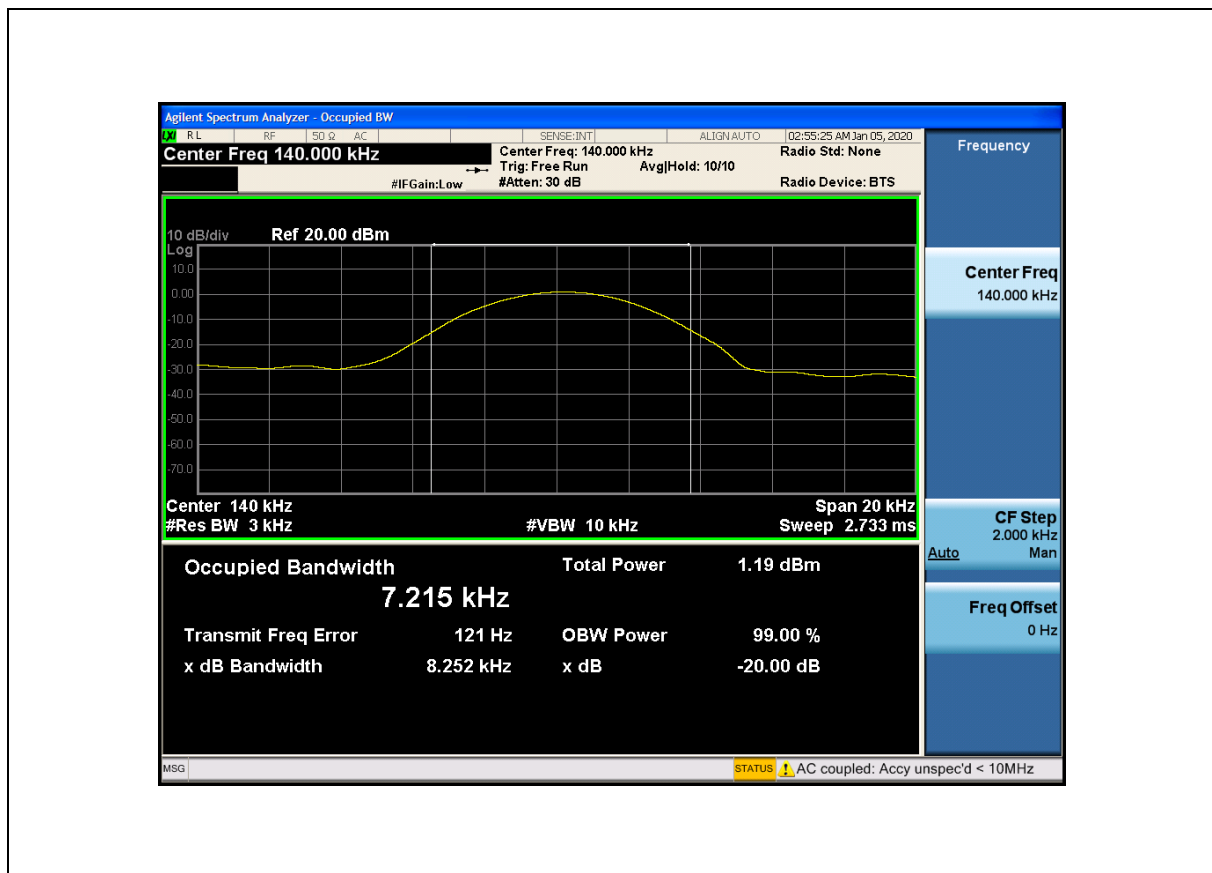 Agilent Spectrum Analyzer - Occupied BW
LXI RL RF 50 Ω AC SENSE:INT ALIGN AUTO 02:55:25 AM Jan 05, 2020
Center Freq 140.000 kHz
Center Freq: 140.000 kHz
Radio Std: None
Trig: Free Run Avg|Hold: 10/10
#IFGain:Low #Atten: 30 dB
Radio Device: BTS
10 dB/div Ref 20.00 dBm
Log
10.0
0.00
-10.0
-20.0
-30.0
-40.0
-50.0
-60.0
-70.0
Center 140 kHz Span 20 kHz
#Res BW 3 kHz #VBW 10 kHz Sweep 2.733 ms
Occupied Bandwidth Total Power 1.19 dBm
7.215 kHz
Transmit Freq Error 121 Hz OBW Power 99.00 %
x dB Bandwidth 8.252 kHz x dB -20.00 dB
Frequency
Center Freq
140.000 kHz
CF Step
2.000 kHz
Auto Man
Freq Offset
0 Hz
MSG STATUS AC coupled: Accy unspec'd < 10MHz